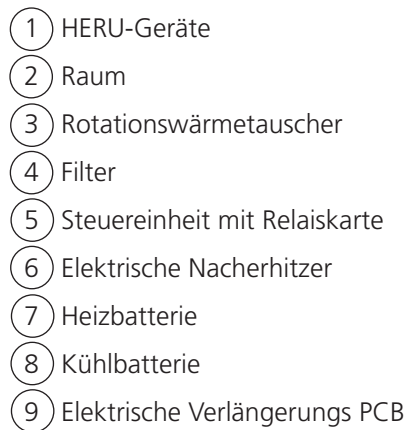 1 HERU-Geräte
2 Raum
3 Rotationswärmetauscher
4 Filter
5 Steuereinheit mit Relaiskarte
6 Elektrische Nacherhitzer
7 Heizbatterie
8 Kühlbatterie
9 Elektrische Verlängerungs PCB